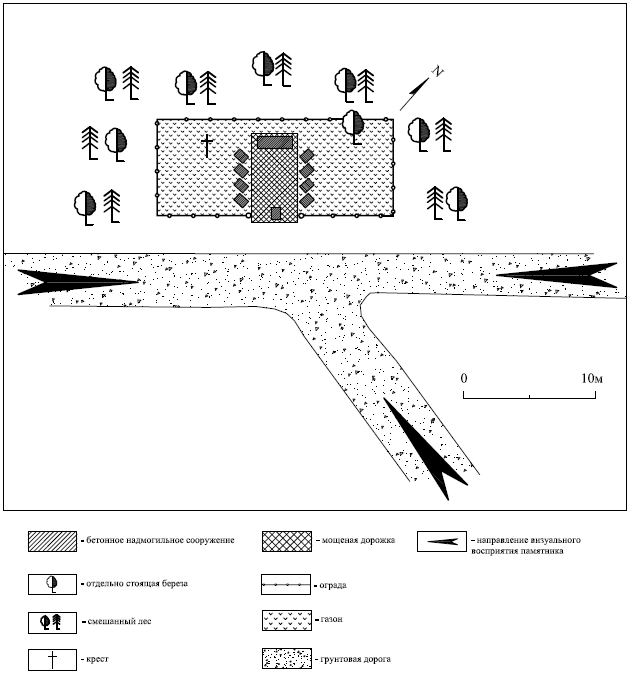 N
0 10м
- бетонное надмогильное сооружение
- мощеная дорожка
- направление визуального
восприятия памятника
- отдельно стоящая береза
- ограда
- смешанный лес
- газон
- крест
- грунтовая дорога